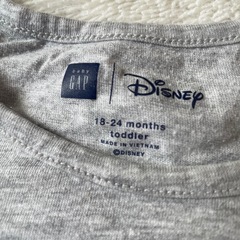 baby
GAP
Disney
18-24 months
toddler
MADE IN VIETNAM
©DISNEY